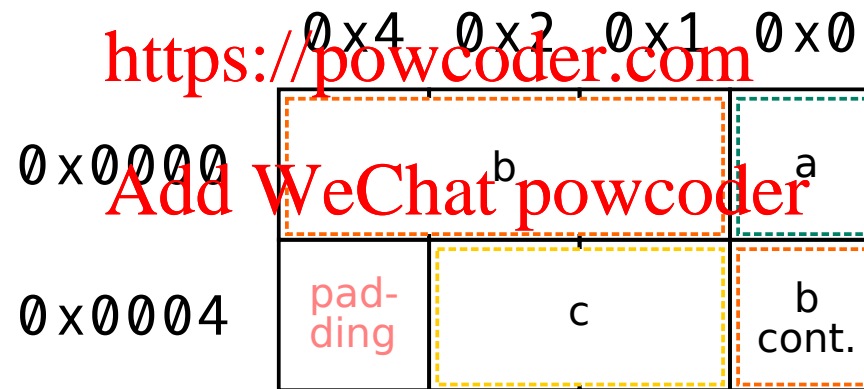 0x4 0x2 0x1 0x0
https://powcoder.com
0x0000 b a
Add WeChat powcoder
0x0004 pad-
ding c b
cont.